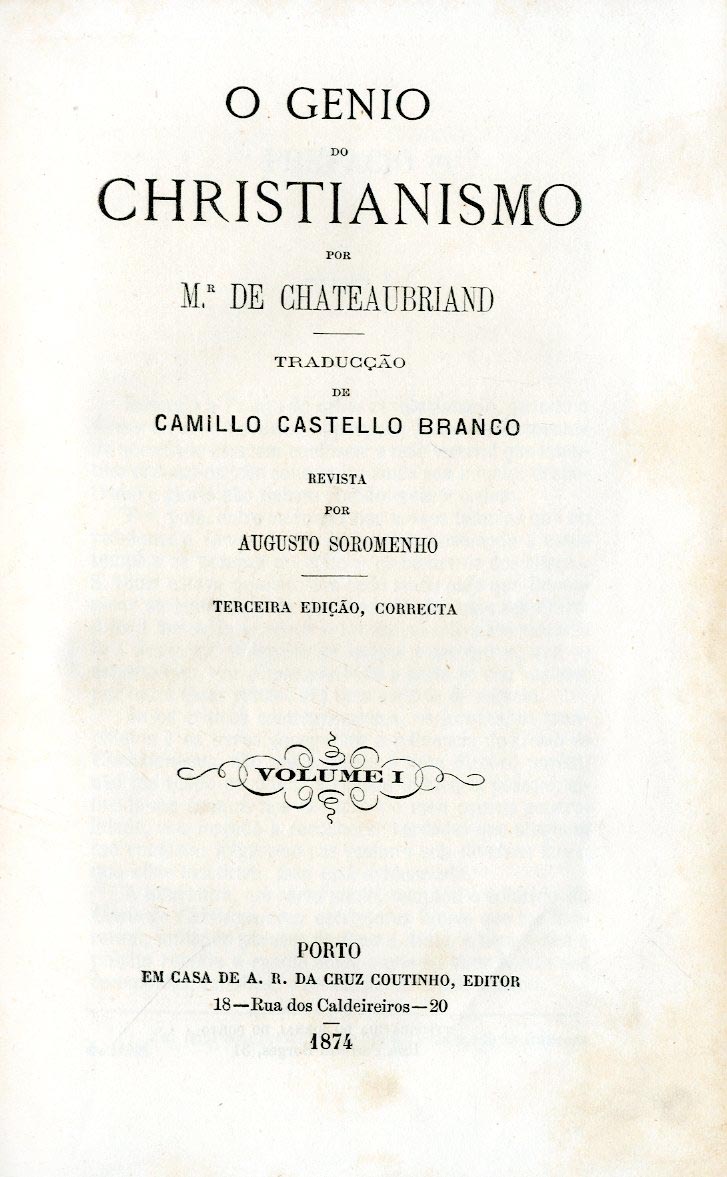 O GENIO
DO
CHRISTIANISMO
POR
M.R DE CHATEAUBRIAND
TRADUCÇÃO
DE
CAMILLO CASTELLO BRANCO
REVISTA
POR
AUGUSTO SOROMENHO
TERCEIRA EDIÇÃO, CORRECTA
VOLUME I
PORTO
EM CASA DE A. R. DA CRUZ COUTINHO, EDITOR
18—Rua dos Caldeireiros—20
1874